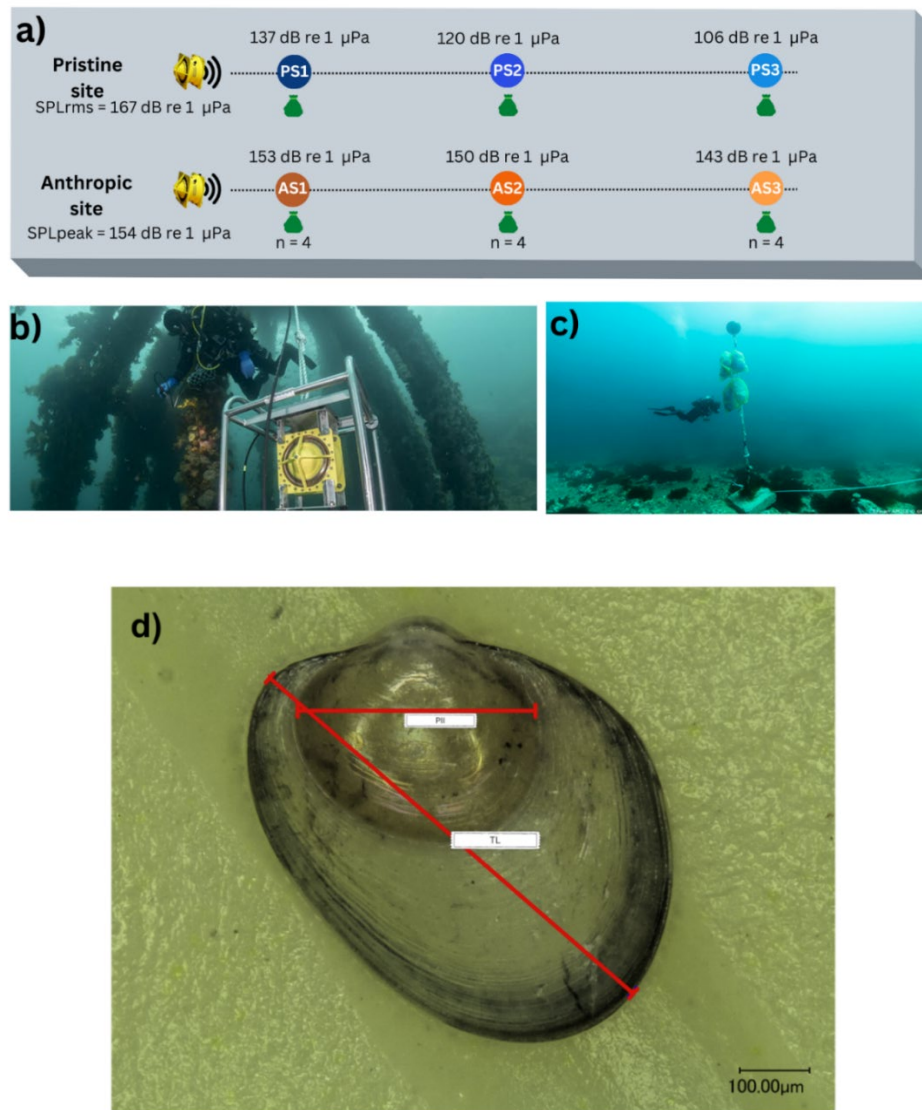 a)
137 dB re 1 µPa 120 dB re 1 µPa 106 dB re 1 µPa
Pristine
site
PS1 PS2 PS3
SPLrms = 167 dB re 1 µPa
153 dB re 1 µPa 150 dB re 1 µPa 143 dB re 1 µPa
Anthropic
site
AS1 AS2 AS3
SPLpeak = 154 dB re 1 µPa
n = 4 n = 4 n = 4
b)
c)
d)
PII
TL
100.00µm